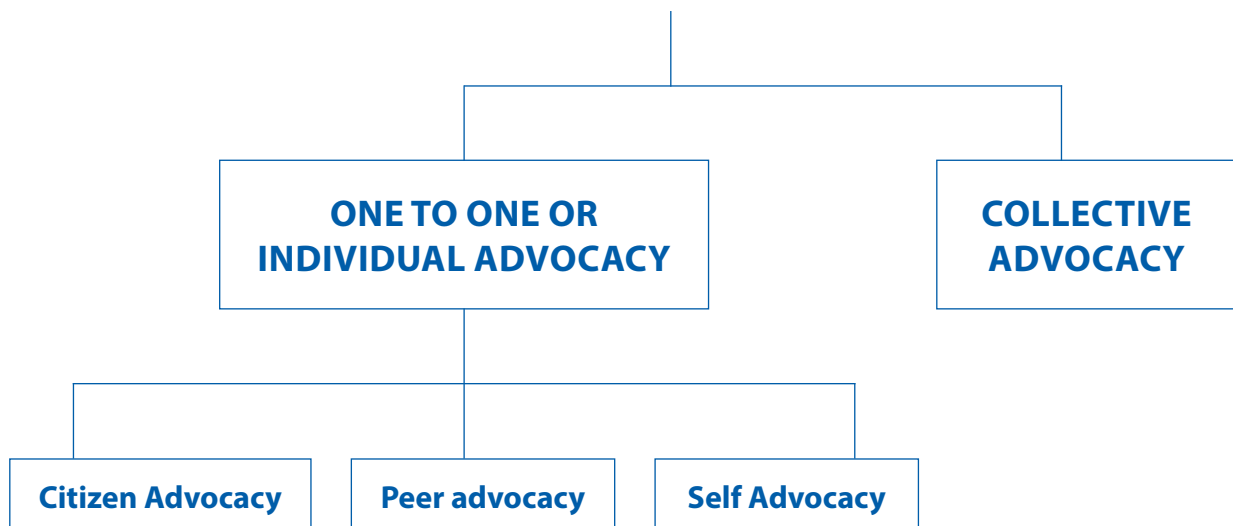 ONE TO ONE OR
INDIVIDUAL ADVOCACY
COLLECTIVE
ADVOCACY
Citizen Advocacy
Peer advocacy
Self Advocacy